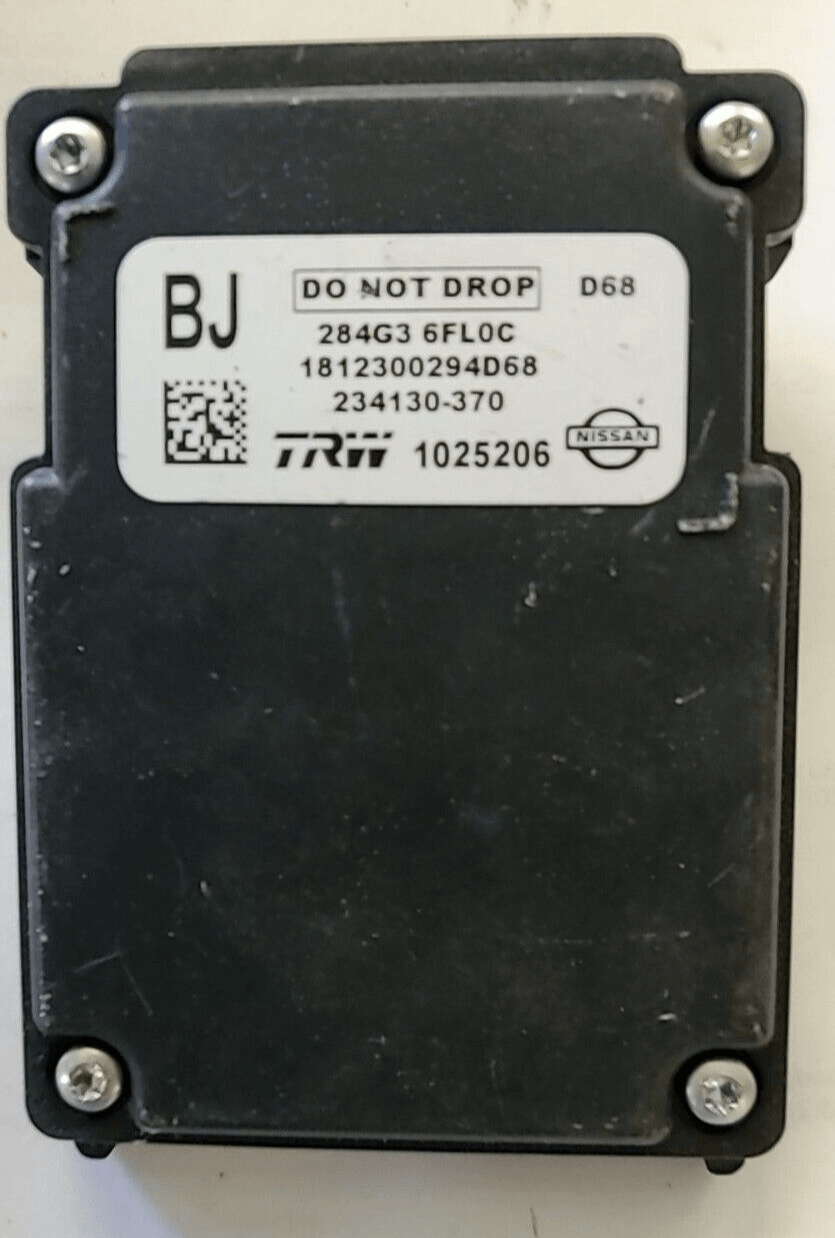 BJ
DO NOT DROP
D68
284G3 6FL0C
1812300294D68
234130-370
TRW 1025206
NISSAN